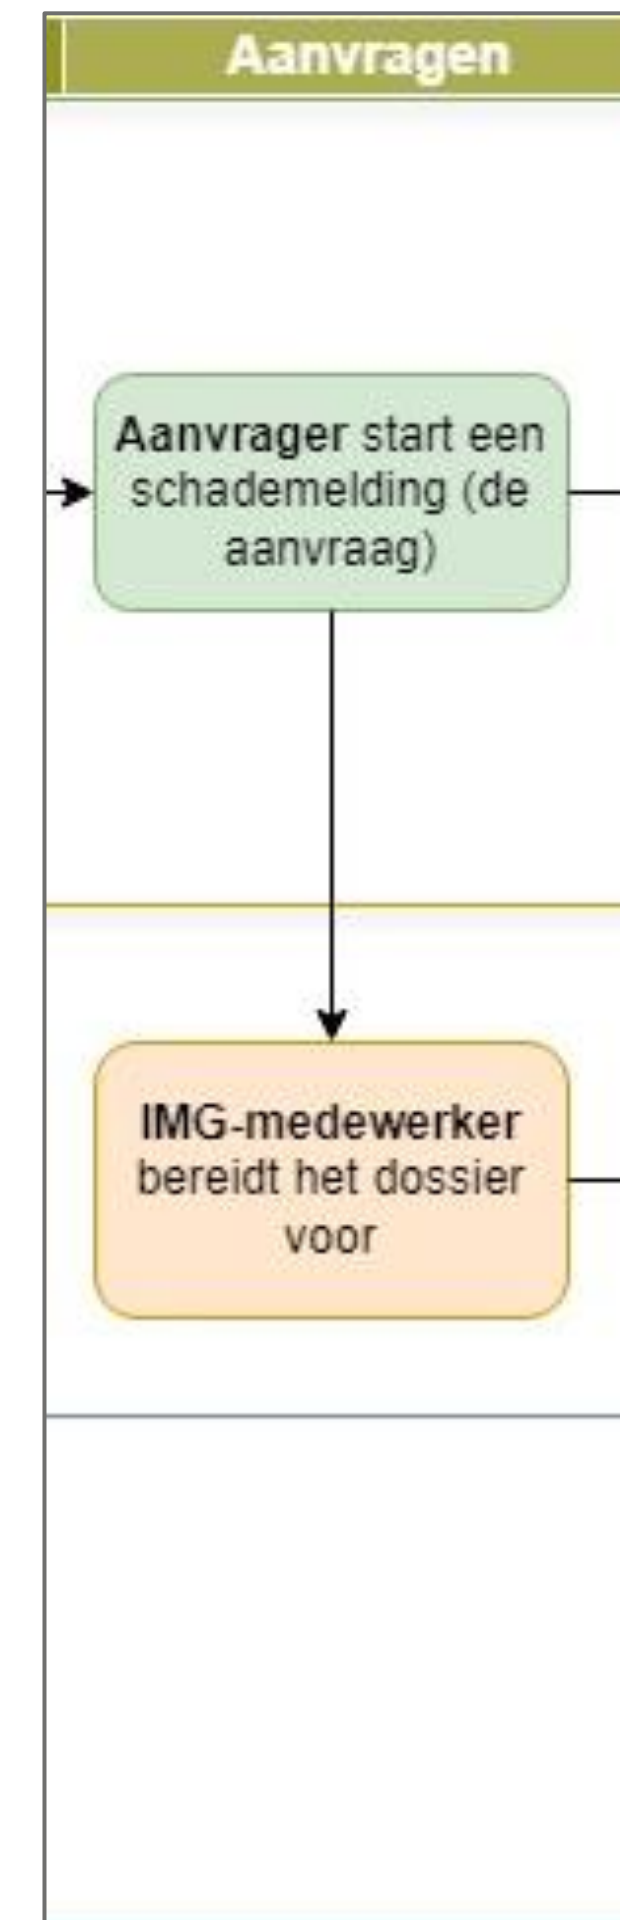 Aanvragen
Aanvrager start een
schademelding (de
aanvraag)
IMG-medewerker
bereidt het dossier
voor